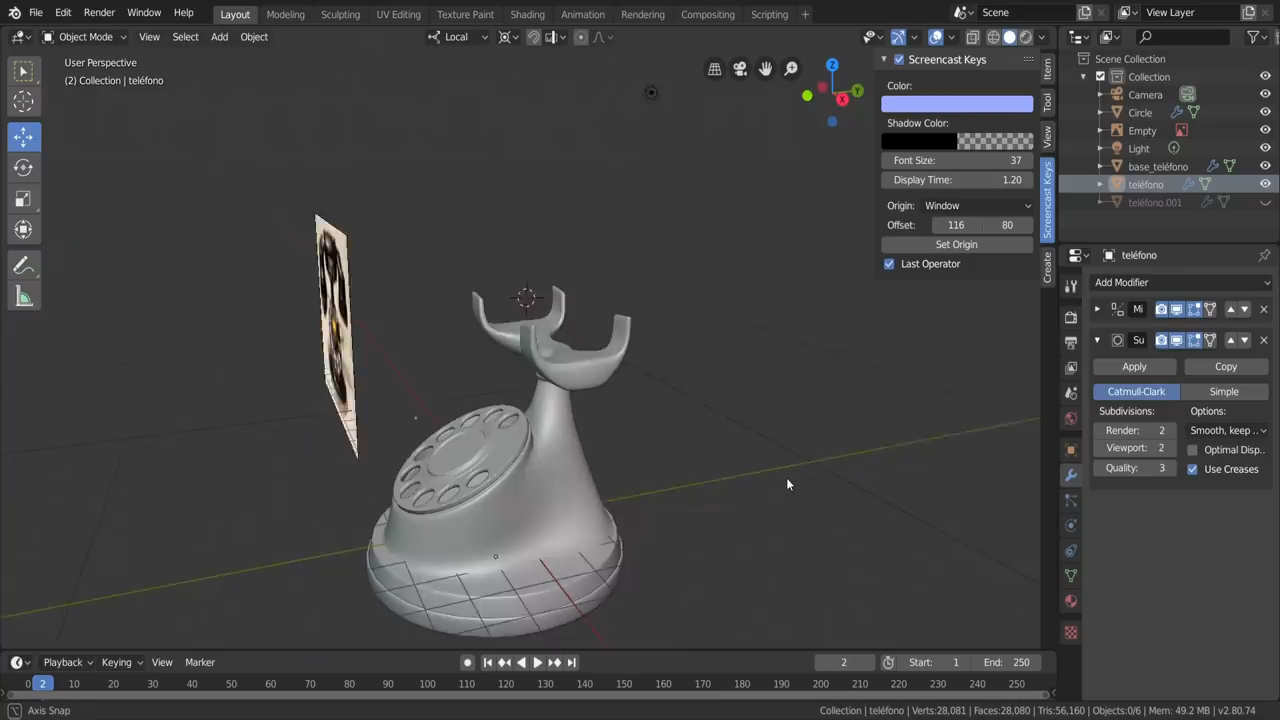 File Edit Render Window Help Layout Modeling Sculpting UV Editing Texture Paint Shading Animation Rendering Compositing Scripting + Scene View Layer
Object Mode View Select Add Object Local
User Perspective
(2) Collection | teléfono
Screencast Keys
Color:
Shadow Color:
Font Size: 37
Display Time: 1.20
Origin: Window
Offset: 116 80
Set Origin
Last Operator
Item
Tool
View
Screencast Keys
Create
X
Y
Z
Scene Collection
Collection
Camera
Circle
Empty
Light
base_teléfono
teléfono
teléfono.001
teléfono
Add Modifier
Mi
Su
Apply Copy
Catmull-Clark Simple
Subdivisions: Options:
Render: 2 Smooth, keep ..
Viewport: 2 Optimal Disp..
Quality: 3 Use Creases
Playback Keying View Marker 2 Start: 1 End: 250
0 2 10 20 30 40 50 60 70 80 90 100 110 120 130 140 150 160 170 180 190 200 210 220 230 240 250
Axis Snap Collection | teléfono | Verts:28,081 | Faces:28,080 | Tris:56,160 | Objects:0/6 | Mem: 49.2 MB | v2.80.74